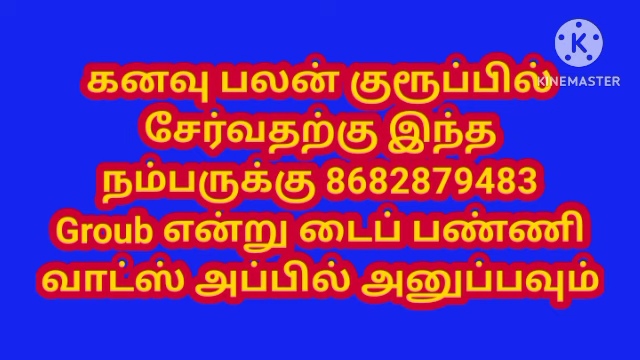 கனவு பலன் குரூப்பில்
சேர்வதற்கு இந்த
நம்பருக்கு 8682879483
Groub என்று டைப் பண்ணி
வாட்ஸ் அப்பில் அனுப்பவும்
K
KINEMASTER